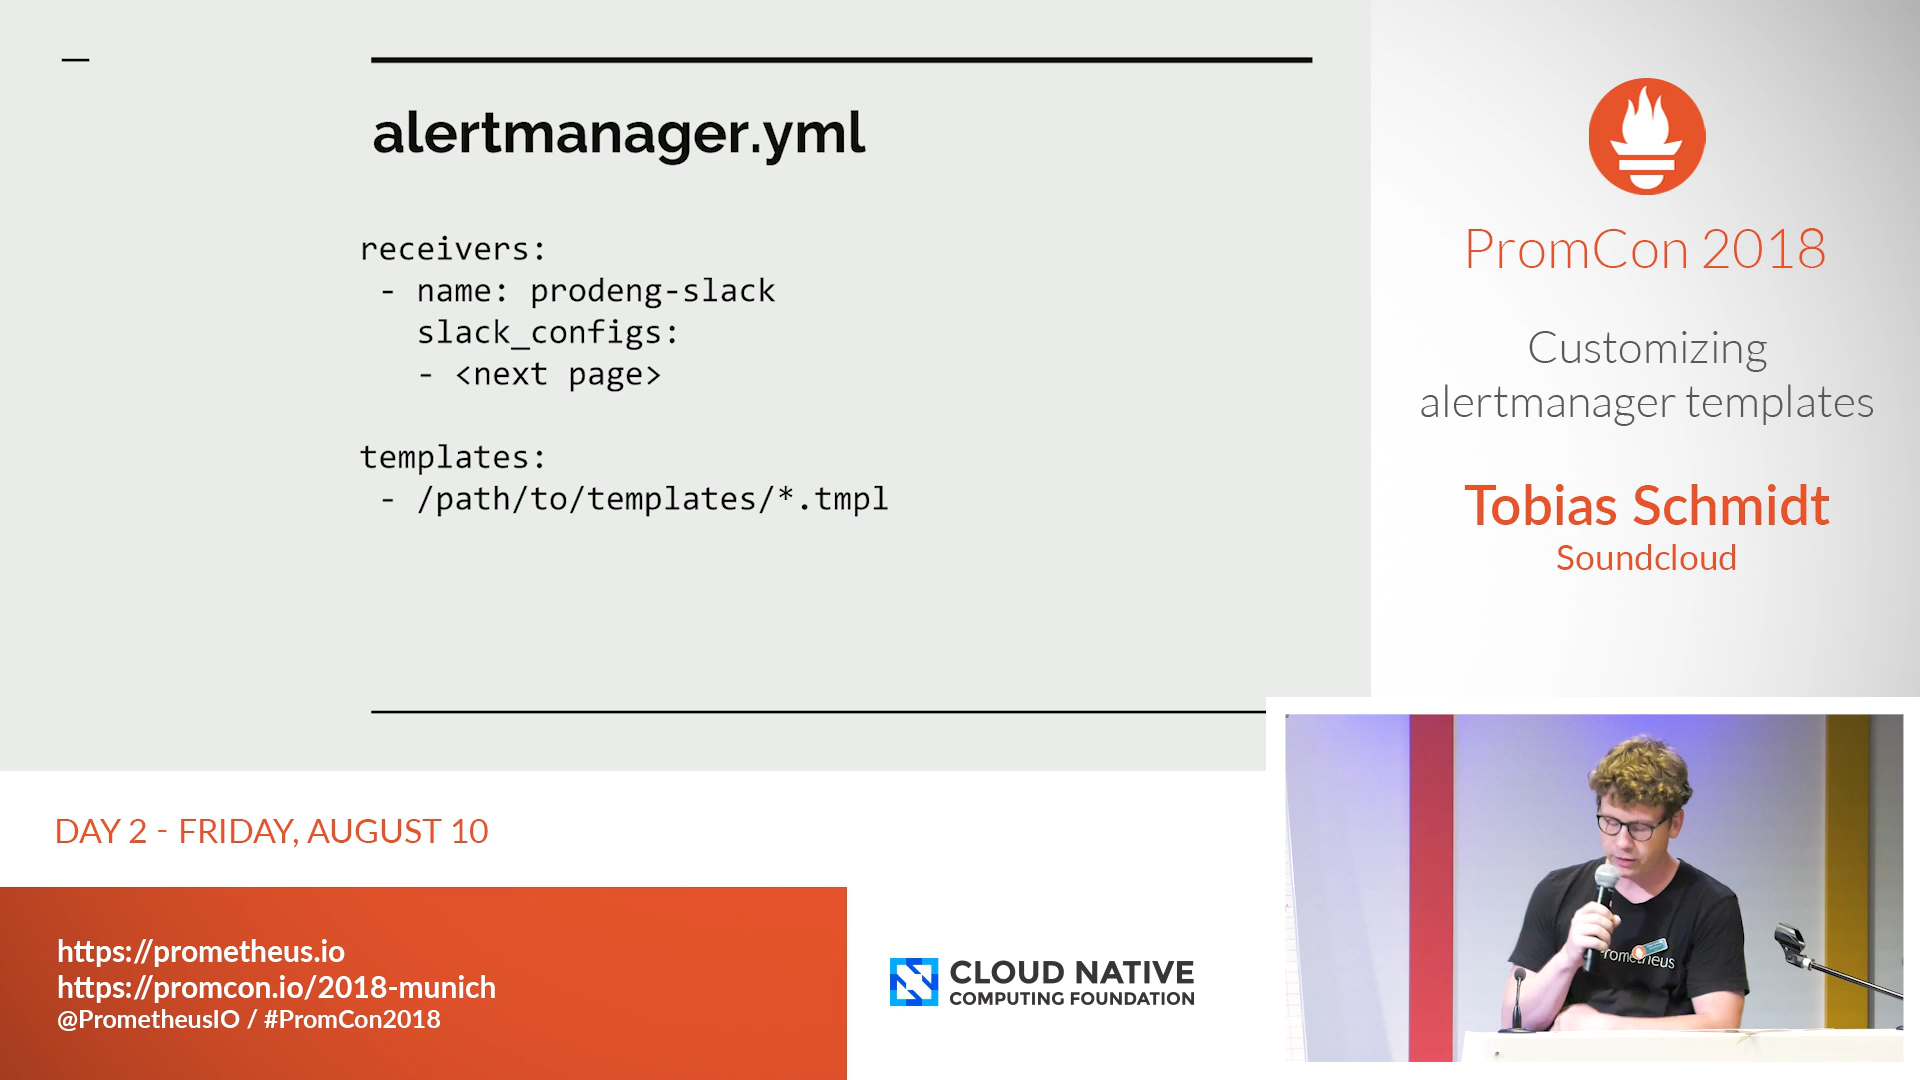 alertmanager.yml
receivers:
- name: prodeng-slack
slack_configs:
- <next page>
templates:
- /path/to/templates/*.tmpl
PromCon 2018
Customizing
alertmanager templates
Tobias Schmidt
Soundcloud
DAY 2 - FRIDAY, AUGUST 10
https://prometheus.io
https://promcon.io/2018-munich
@PrometheusIO / #PromCon2018
CLOUD NATIVE
COMPUTING FOUNDATION